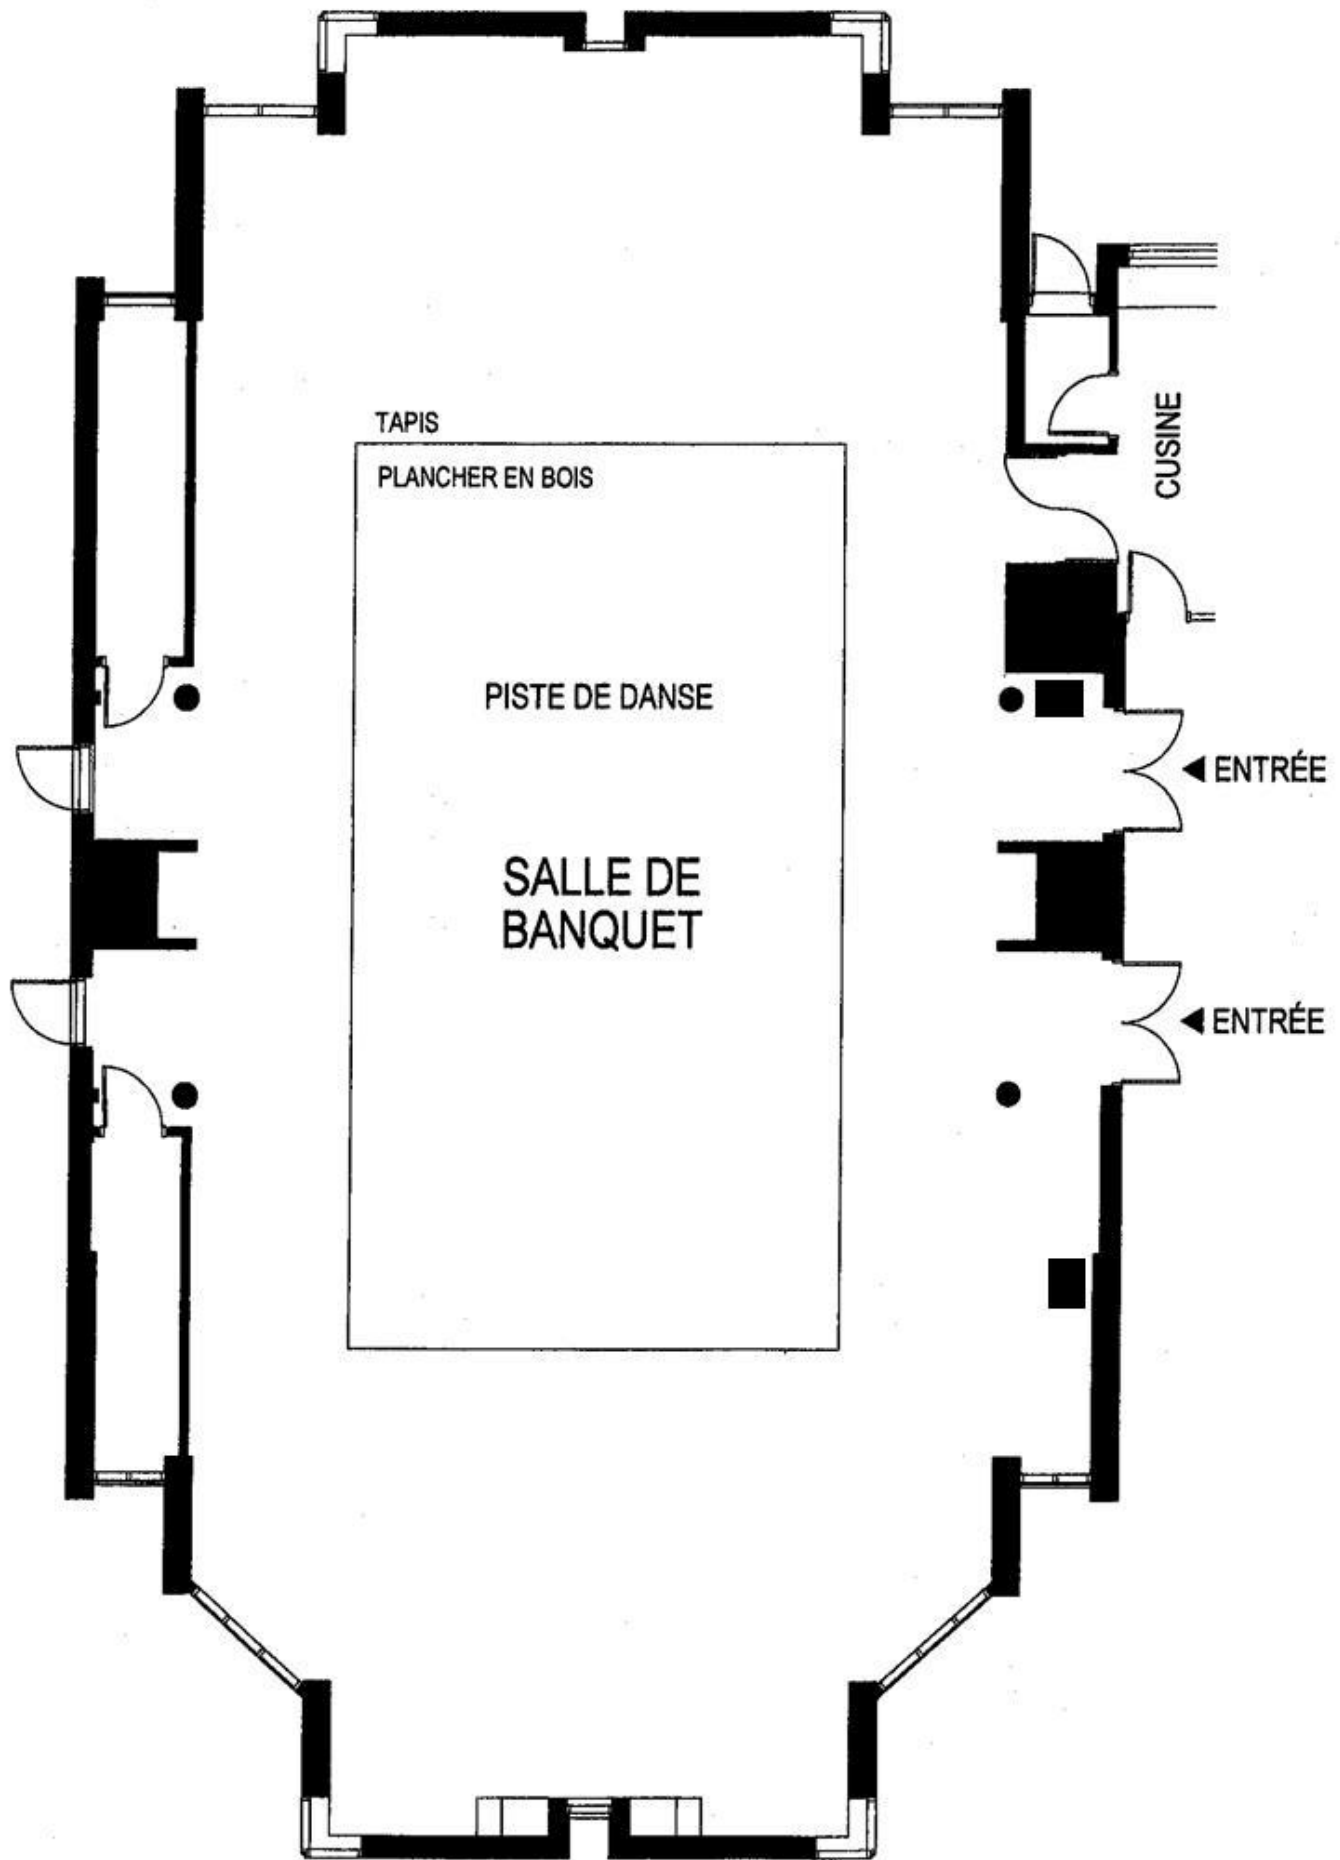 TAPIS
PLANCHER EN BOIS
CUSINE
PISTE DE DANSE
ENTRÉE
SALLE DE
BANQUET
ENTRÉE